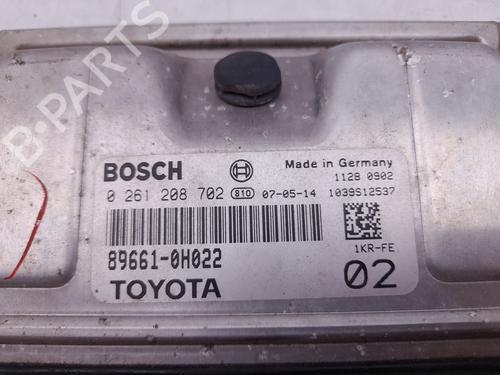 B-PARTS
BOSCH
Made in Germany
1128 0902
0 261 208 702 810 07-05-14 1039S12537
1KR-FE
89661-0H022
TOYOTA
02